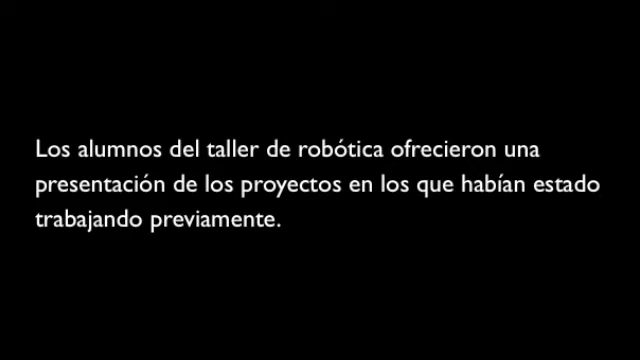 Los alumnos del taller de robótica ofrecieron una
presentación de los proyectos en los que habían estado
trabajando previamente.